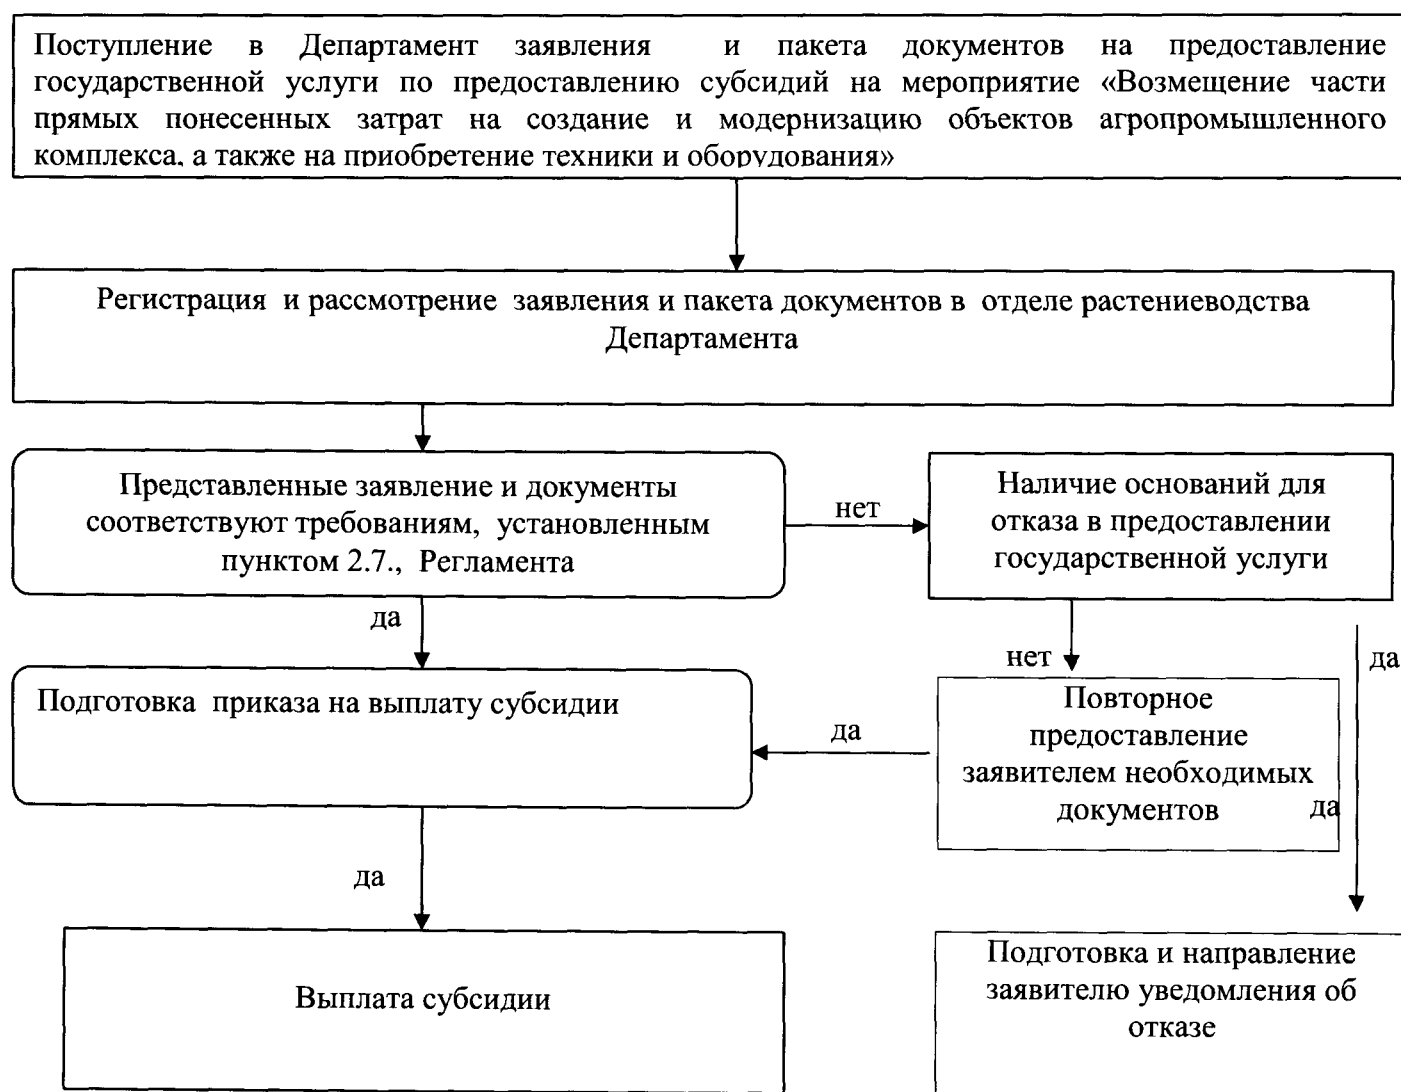 Поступление в Департамент заявления и пакета документов на предоставление
государственной услуги по предоставлению субсидий на мероприятие «Возмещение части
прямых понесенных затрат на создание и модернизацию объектов агропромышленного
комплекса, а также на приобретение техники и оборудования»
Регистрация и рассмотрение заявления и пакета документов в отделе растениеводства
Департамента
Представленные заявление и документы
соответствуют требованиям, установленным
пунктом 2.7., Регламента
нет
Наличие оснований для
отказа в предоставлении
государственной услуги
да
нет
да
Подготовка приказа на выплату субсидии
да
Повторное
предоставление
заявителем необходимых
документов
да
да
Выплата субсидии
Подготовка и направление
заявителю уведомления об
отказе